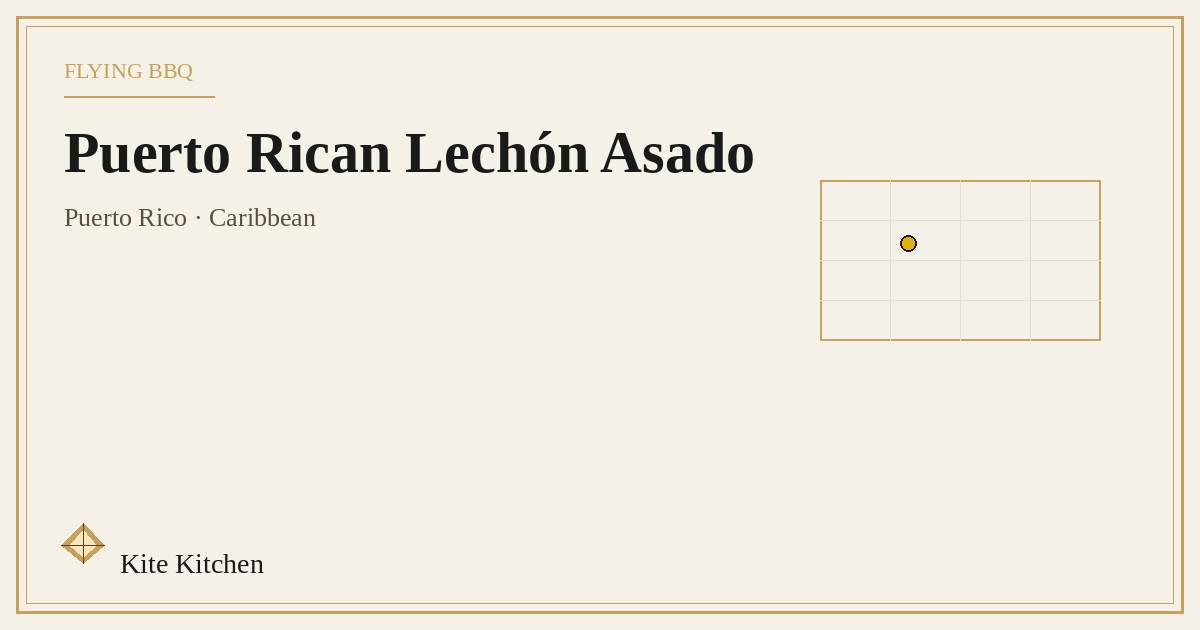 FLYING BBQ
Puerto Rican Lechón Asado
Puerto Rico · Caribbean
Kite Kitchen